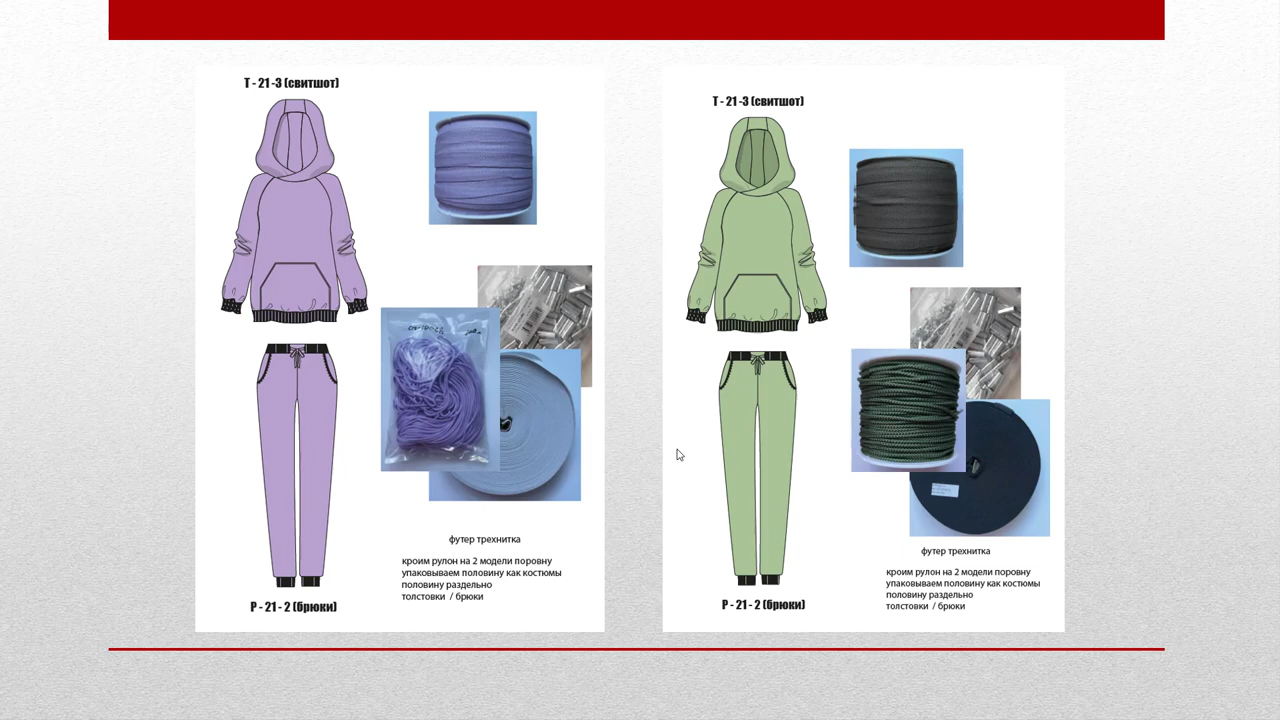 Т - 21 -3 (свитшот)
футер трехнитка
кроим рулон на 2 модели поровну
упаковываем половину как костюмы
половину раздельно
толстовки / брюки
Р - 21 - 2 (брюки)
Т - 21 -3 (свитшот)
футер трехнитка
кроим рулон на 2 модели поровну
упаковываем половину как костюмы
половину раздельно
толстовки / брюки
Р - 21 - 2 (брюки)